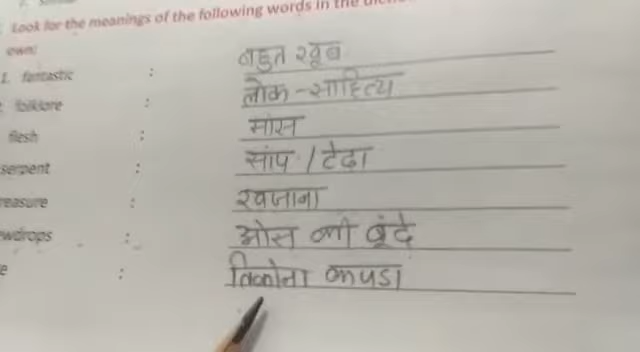 Look for the meanings of the following words in the
own:
1. fantastic : बहुत खूब
folklore : लोक-साहित्य
flesh : मांस
serpent : सांप / टेढ़ा
reasure : खजाना
wdrops : ओस की बूंदे
e : तिकोना कपडा